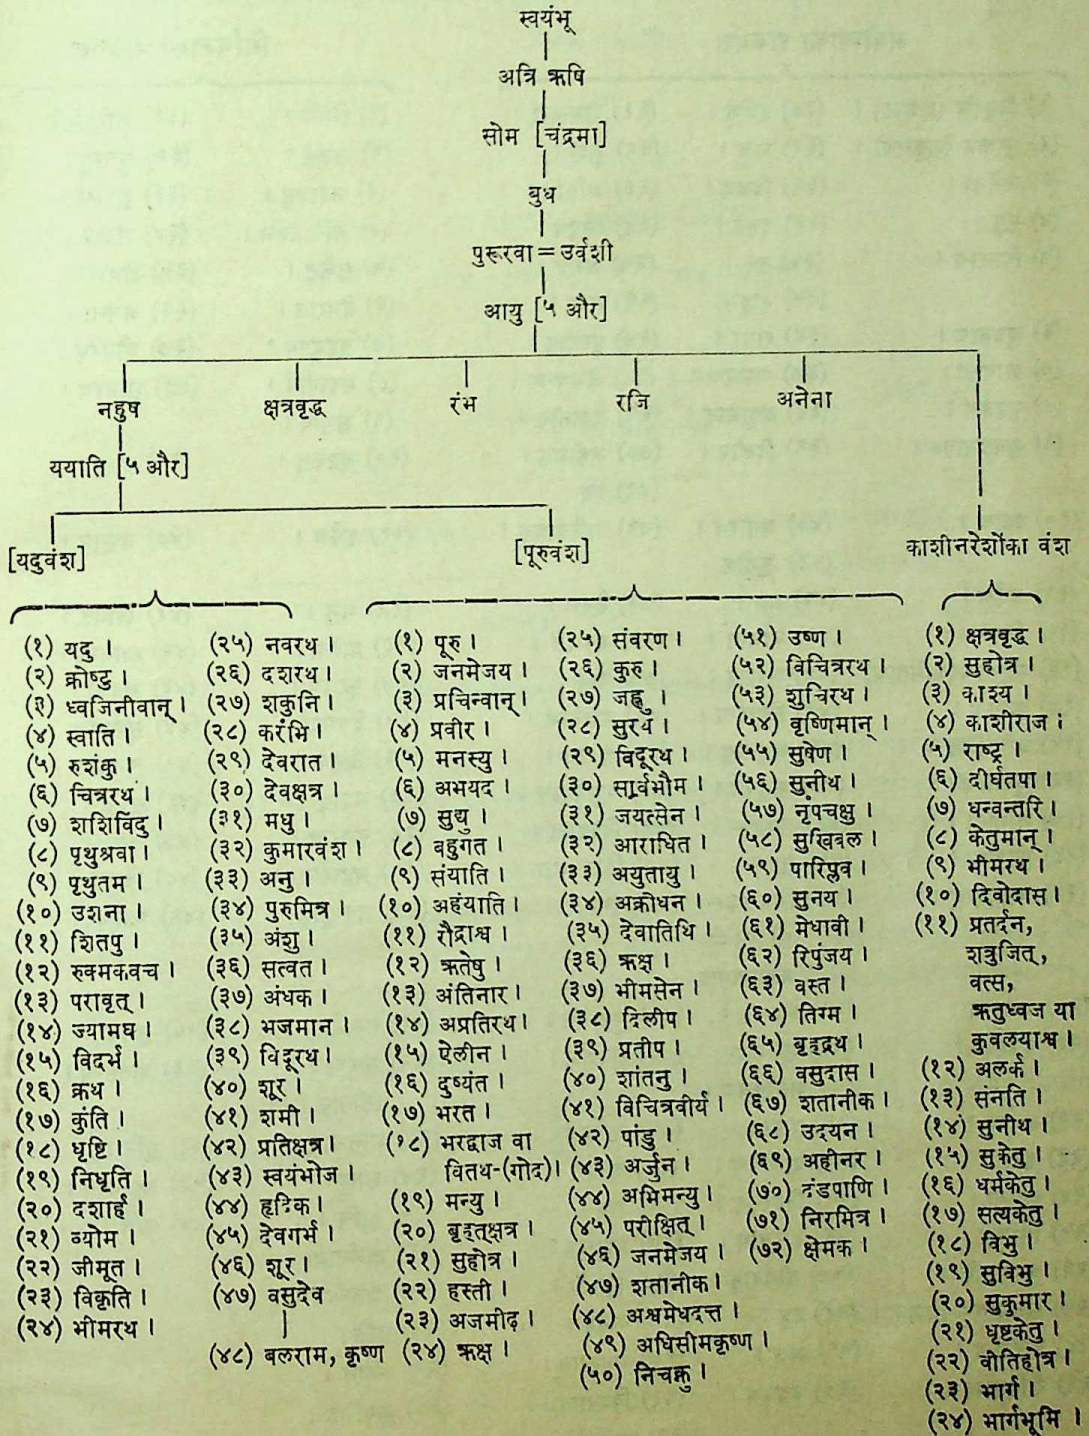 स्वयंभू
अत्रि ऋषि
सोम [चंद्रमा]
बुध
पुरूरवा = उर्वशी
आयु [५ और]
नहुष क्षत्रवृद्ध रंभ रजि अनेना
ययाति [५ और]
[यदुवंश] [पूरुवंश] काशीनरेशोंका वंश
(१) यदु ।
(२) क्रोष्टु ।
(३) ध्वजिनीवान् ।
(४) स्वाति ।
(५) रुशंकु ।
(६) चित्ररथ ।
(७) शशिविंदु ।
(८) पृथुश्रवा ।
(९) पृथुतम ।
(१०) उशना ।
(११) शितपु ।
(१२) रुक्मकवच ।
(१३) परावृत् ।
(१४) ज्यामघ ।
(१५) विदर्भ ।
(१६) क्रथ ।
(१७) कुंति ।
(१८) धृष्टि ।
(१९) निधृति ।
(२०) दशार्ह ।
(२१) व्योम ।
(२२) जीमूत ।
(२३) विकृति ।
(२४) भीमरथ ।
(२५) नवरथ ।
(२६) दशरथ ।
(२७) शकुनि ।
(२८) करंभि ।
(२९) देवरात ।
(३०) देवक्षत्र ।
(३१) मधु ।
(३२) कुमारवंश ।
(३३) अनु ।
(३४) पुरुमित्र ।
(३५) अंशु ।
(३६) सत्वत ।
(३७) अंधक ।
(३८) भजमान ।
(३९) विदूरथ ।
(४०) शूर ।
(४१) शमी ।
(४२) प्रतिक्षत्र ।
(४३) स्वयंभोज ।
(४४) हृदिक ।
(४५) देवगर्भ ।
(४६) शूर ।
(४७) वसुदेव
(४८) बलराम, कृष्ण
(१) पूरु ।
(२) जनमेजय ।
(३) प्रचिन्वान् ।
(४) प्रवीर ।
(५) मनस्यु ।
(६) अभयद ।
(७) सुद्यु ।
(८) बहुगत ।
(९) संयाति ।
(१०) अहंयाति ।
(११) रौद्राश्व ।
(१२) ऋतेषु ।
(१३) अंतिनार ।
(१४) अप्रतिरथ ।
(१५) ऐलीन ।
(१६) दुष्यंत ।
(१७) भरत ।
(१८) भरद्वाज वा
वितथ-(गोद)।
(१९) मन्यु ।
(२०) बृहत्क्षत्र ।
(२१) सुहोत्र ।
(२२) हस्ती ।
(२३) अजमीढ़ ।
(२४) ऋक्ष ।
(२५) संवरण ।
(२६) कुरु ।
(२७) जह्नु ।
(२८) सुरथ ।
(२९) विदूरथ ।
(३०) सार्वभौम ।
(३१) जयत्सेन ।
(३२) आराधित ।
(३३) अयुतायु ।
(३४) अक्रोधन ।
(३५) देवातिथि ।
(३६) ऋक्ष ।
(३७) भीमसेन ।
(३८) दिलीप ।
(३९) प्रतीप ।
(४०) शांतनु ।
(४१) विचित्रवीर्य ।
(४२) पांडु ।
(४३) अर्जुन ।
(४४) अभिमन्यु ।
(४५) परीक्षित् ।
(४६) जनमेजय ।
(४७) शतानीक ।
(४८) अश्वमेधदत्त ।
(४९) अधिसीमकृष्ण ।
(५०) निचक्नु ।
(५१) उष्ण ।
(५२) विचित्ररथ ।
(५३) शुचिरथ ।
(५४) वृष्णिमान् ।
(५५) सुषेण ।
(५६) सुनीथ ।
(५७) नृपचक्षु ।
(५८) सुखिबल ।
(५९) पारिप्लव ।
(६०) सुनय ।
(६१) मेधावी ।
(६२) रिपुंजय ।
(६३) वस्त ।
(६४) तिग्म ।
(६५) बृहद्रथ ।
(६६) वसुदास ।
(६७) शतानीक ।
(६८) उदयन ।
(६९) अहीनर ।
(७०) दंडपाणि ।
(७१) निरमित्र ।
(७२) क्षेमक ।
(१) क्षत्रवृद्ध ।
(२) सुहोत्र ।
(३) काश्य ।
(४) काशीराज ।
(५) राष्ट्र ।
(६) दीर्घतपा ।
(७) धन्वन्तरि ।
(८) केतुमान् ।
(९) भीमरथ ।
(१०) दिवोदास ।
(११) प्रतर्दन,
शत्रुजित्,
वत्स,
ऋतुध्वज या
कुवलयाश्व ।
(१२) अलर्क ।
(१३) संनति ।
(१४) सुनीथ ।
(१५) सुकेतु ।
(१६) धर्मकेतु ।
(१७) सत्यकेतु ।
(१८) विभु ।
(१९) सुविभु ।
(२०) सुकुमार ।
(२१) धृष्टकेतु ।
(२२) वीतिहोत्र ।
(२३) भार्ग ।
(२४) भार्गभूमि ।